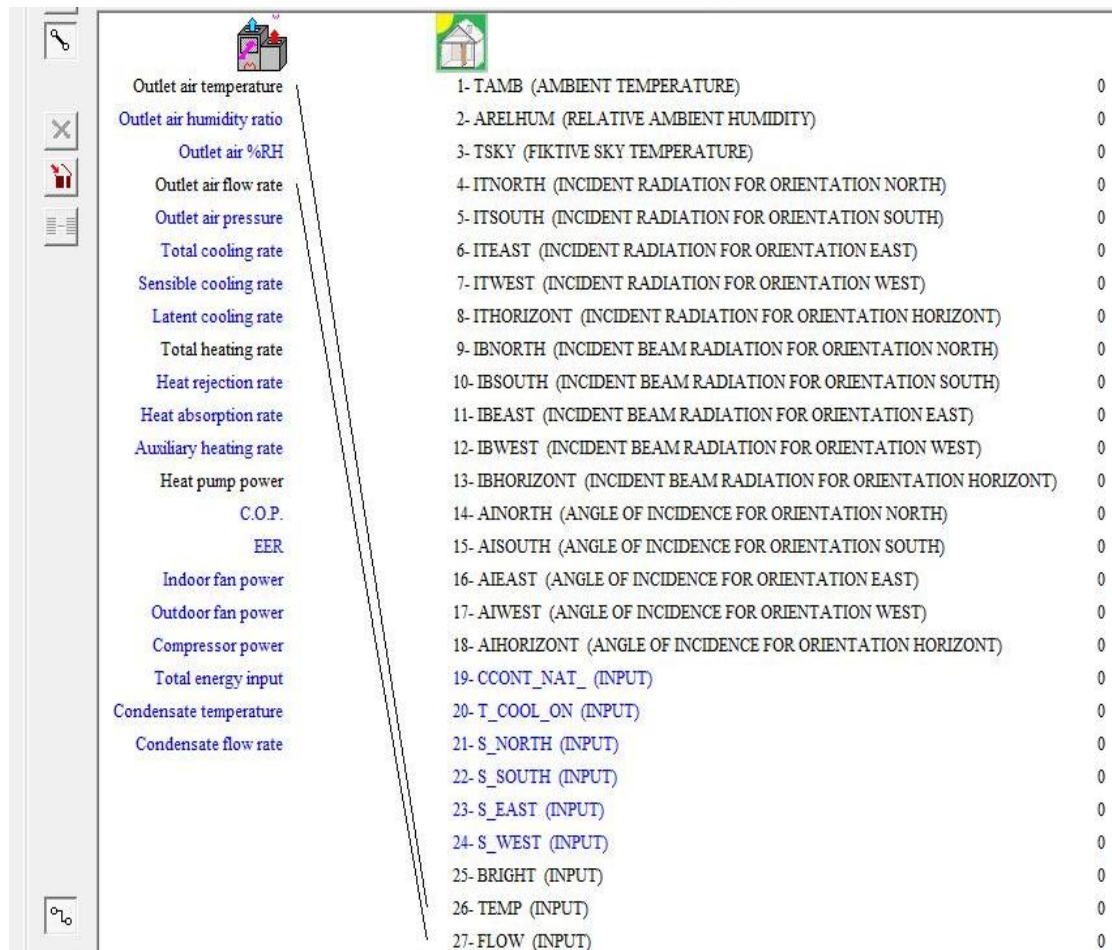 Outlet air temperature 1- TAMB (AMBIENT TEMPERATURE) 0
Outlet air humidity ratio 2- ARELHUM (RELATIVE AMBIENT HUMIDITY) 0
Outlet air %RH 3- TSKY (FIKTIVE SKY TEMPERATURE) 0
Outlet air flow rate 4- ITNORTH (INCIDENT RADIATION FOR ORIENTATION NORTH) 0
Outlet air pressure 5- ITSOUTH (INCIDENT RADIATION FOR ORIENTATION SOUTH) 0
Total cooling rate 6- ITEAST (INCIDENT RADIATION FOR ORIENTATION EAST) 0
Sensible cooling rate 7- ITWEST (INCIDENT RADIATION FOR ORIENTATION WEST) 0
Latent cooling rate 8- ITHORIZONT (INCIDENT RADIATION FOR ORIENTATION HORIZONT) 0
Total heating rate 9- IBNORTH (INCIDENT BEAM RADIATION FOR ORIENTATION NORTH) 0
Heat rejection rate 10- IBSOUTH (INCIDENT BEAM RADIATION FOR ORIENTATION SOUTH) 0
Heat absorption rate 11- IBEAST (INCIDENT BEAM RADIATION FOR ORIENTATION EAST) 0
Auxiliary heating rate 12- IBWEST (INCIDENT BEAM RADIATION FOR ORIENTATION WEST) 0
Heat pump power 13- IBHORIZONT (INCIDENT BEAM RADIATION FOR ORIENTATION HORIZONT) 0
C.O.P. 14- AINORTH (ANGLE OF INCIDENCE FOR ORIENTATION NORTH) 0
EER 15- AISOUTH (ANGLE OF INCIDENCE FOR ORIENTATION SOUTH) 0
Indoor fan power 16- AIEAST (ANGLE OF INCIDENCE FOR ORIENTATION EAST) 0
Outdoor fan power 17- AIWEST (ANGLE OF INCIDENCE FOR ORIENTATION WEST) 0
Compressor power 18- AIHORIZONT (ANGLE OF INCIDENCE FOR ORIENTATION HORIZONT) 0
Total energy input 19- CCONT_NAT_ (INPUT) 0
Condensate temperature 20- T_COOL_ON (INPUT) 0
Condensate flow rate 21- S_NORTH (INPUT) 0
22- S_SOUTH (INPUT) 0
23- S_EAST (INPUT) 0
24- S_WEST (INPUT) 0
25- BRIGHT (INPUT) 0
26- TEMP (INPUT) 0
27- FLOW (INPUT) 0